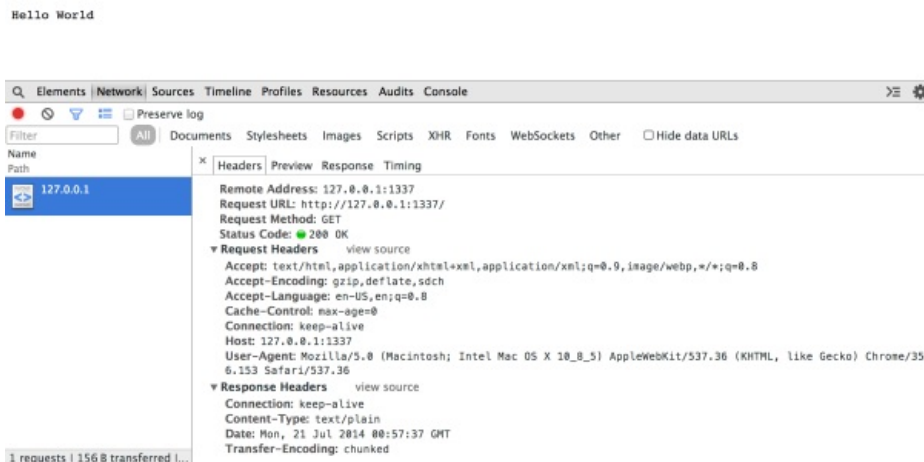 Hello World
Elements Network Sources Timeline Profiles Resources Audits Console
Preserve log
Filter All Documents Stylesheets Images Scripts XHR Fonts WebSockets Other Hide data URLs
Name
Path
× Headers Preview Response Timing
127.0.0.1
Remote Address: 127.0.0.1:1337
Request URL: http://127.0.0.1:1337/
Request Method: GET
Status Code: 200 OK
Request Headers view source
Accept: text/html,application/xhtml+xml,application/xml;q=0.9,image/webp,*/*;q=0.8
Accept-Encoding: gzip,deflate,sdch
Accept-Language: en-US,en;q=0.8
Cache-Control: max-age=0
Connection: keep-alive
Host: 127.0.0.1:1337
User-Agent: Mozilla/5.0 (Macintosh; Intel Mac OS X 10_8_5) AppleWebKit/537.36 (KHTML, like Gecko) Chrome/35
6.153 Safari/537.36
Response Headers view source
Connection: keep-alive
Content-Type: text/plain
Date: Mon, 21 Jul 2014 00:57:37 GMT
Transfer-Encoding: chunked
1 requests | 156 B transferred |...